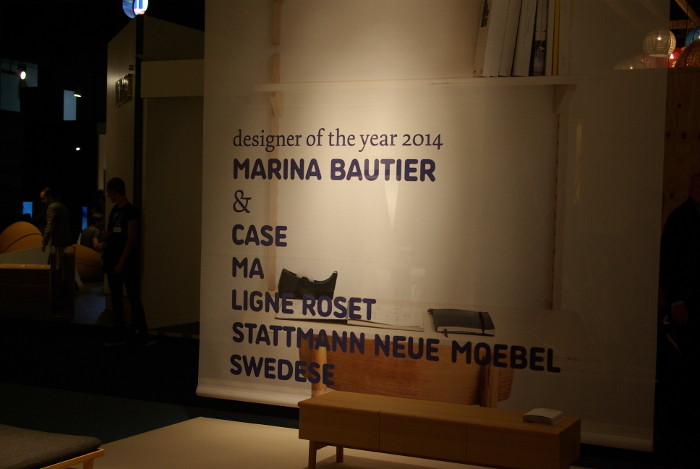 designer of the year 2014
MARINA BAUTIER
&
CASE
MA
LIGNE ROSET
STATTMANN NEUE MOEBEL
SWEDESE